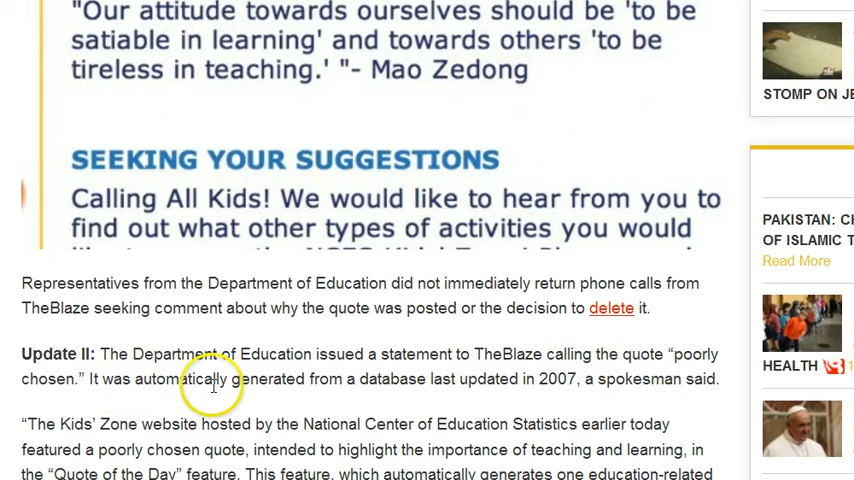 "Our attitude towards ourselves should be 'to be
satiable in learning' and towards others 'to be
tireless in teaching.' "- Mao Zedong
SEEKING YOUR SUGGESTIONS
Calling All Kids! We would like to hear from you to
find out what other types of activities you would
Representatives from the Department of Education did not immediately return phone calls from
TheBlaze seeking comment about why the quote was posted or the decision to delete it.
Update II: The Department of Education issued a statement to TheBlaze calling the quote “poorly
chosen.” It was automatically generated from a database last updated in 2007, a spokesman said.
“The Kids’ Zone website hosted by the National Center of Education Statistics earlier today
featured a poorly chosen quote, intended to highlight the importance of teaching and learning, in
the “Quote of the Day” feature. This feature, which automatically generates one education-related
STOMP ON JE
PAKISTAN: CH
OF ISLAMIC T
Read More
HEALTH 1